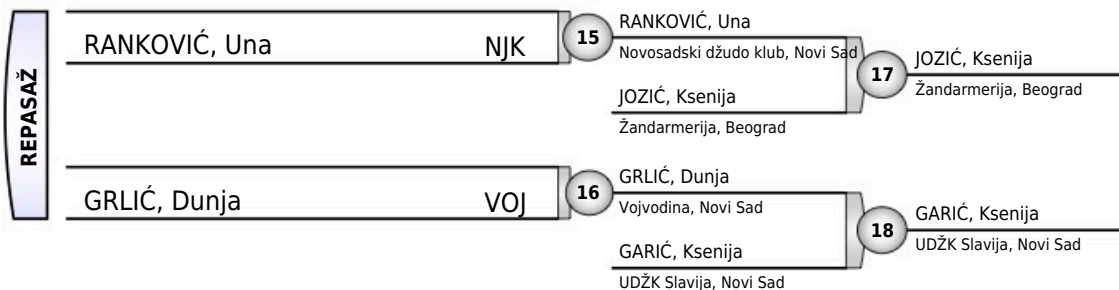 REPASAŽ
RANKOVIĆ, Una NJK
15
RANKOVIĆ, Una
Novosadski džudo klub, Novi Sad
JOZIĆ, Ksenija
Žandarmerija, Beograd
17
JOZIĆ, Ksenija
Žandarmerija, Beograd
GRLIĆ, Dunja VOJ
16
GRLIĆ, Dunja
Vojvodina, Novi Sad
GARIĆ, Ksenija
UDŽK Slavija, Novi Sad
18
GARIĆ, Ksenija
UDŽK Slavija, Novi Sad